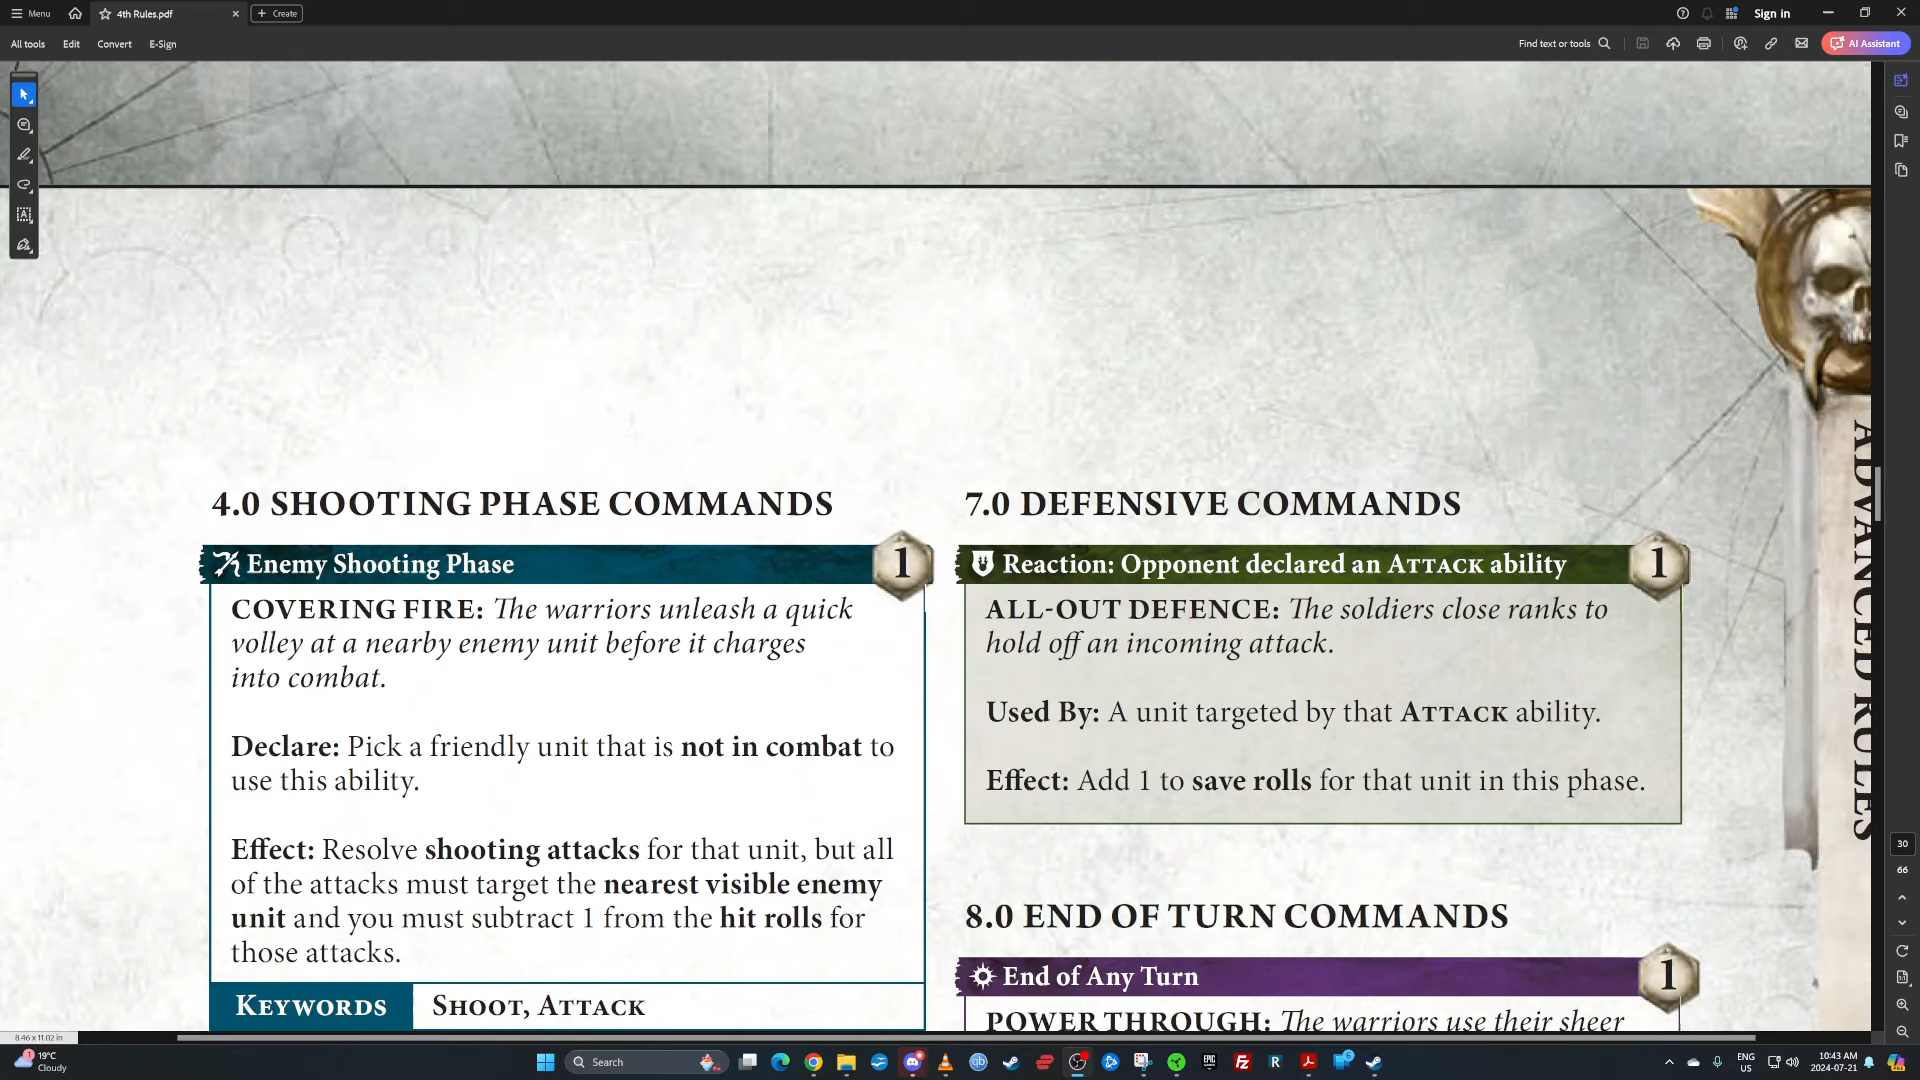 Menu
4th Rules.pdf
Create
Sign in
All tools
Edit
Convert
E-Sign
Find text or tools
AI Assistant
4.0 SHOOTING PHASE COMMANDS
Enemy Shooting Phase
1
COVERING FIRE: The warriors unleash a quick
volley at a nearby enemy unit before it charges
into combat.
Declare: Pick a friendly unit that is not in combat to
use this ability.
Effect: Resolve shooting attacks for that unit, but all
of the attacks must target the nearest visible enemy
unit and you must subtract 1 from the hit rolls for
those attacks.
KEYWORDS
SHOOT, ATTACK
7.0 DEFENSIVE COMMANDS
Reaction: Opponent declared an ATTACK ability
1
ALL-OUT DEFENCE: The soldiers close ranks to
hold off an incoming attack.
Used By: A unit targeted by that ATTACK ability.
Effect: Add 1 to save rolls for that unit in this phase.
8.0 END OF TURN COMMANDS
End of Any Turn
1
POWER THROUGH: The warriors use their sheer
ADVANCED RULES
30
66
8.46 x 11.02 in
19°C
Cloudy
Search
ENG
US
10:43 AM
2024-07-21